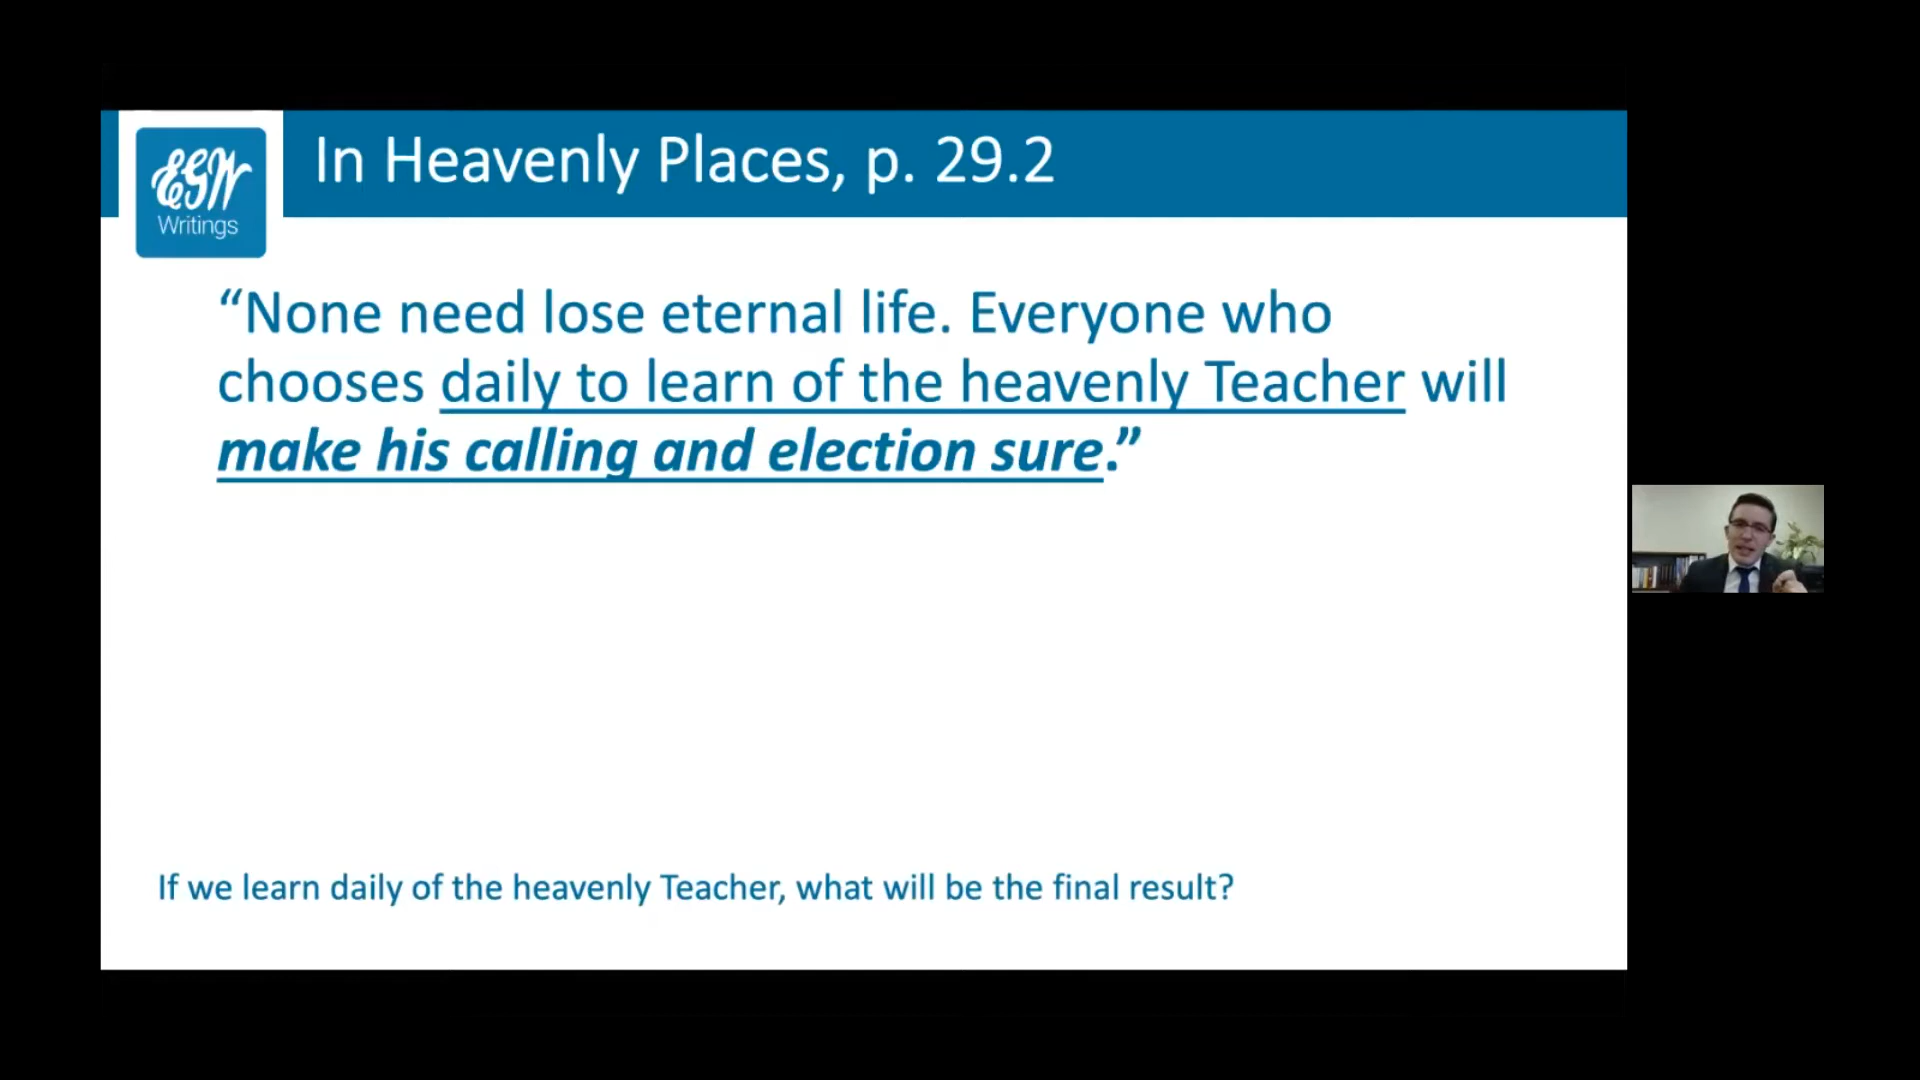 EGW
Writings
In Heavenly Places, p. 29.2
“None need lose eternal life. Everyone who
chooses daily to learn of the heavenly Teacher will
make his calling and election sure.”
If we learn daily of the heavenly Teacher, what will be the final result?